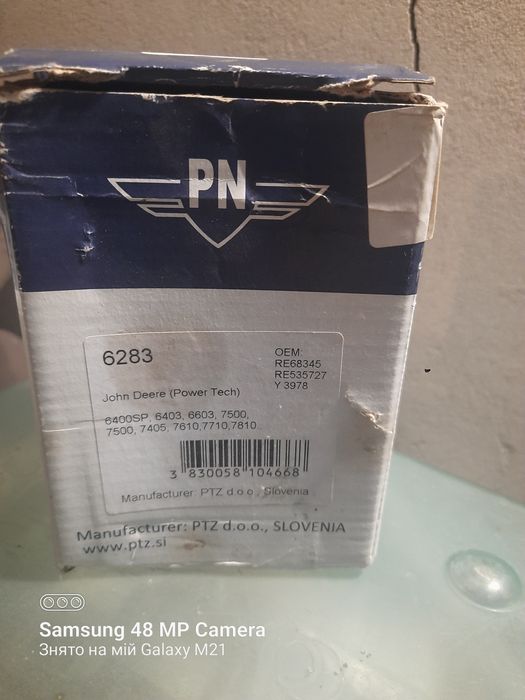 PN
6283
OEM:
RE68345
RE535727
Y 3978
John Deere (Power Tech)
6400SP, 6403, 6603, 7500,
7500, 7405, 7610,7710,7810
3 830058 104668
Manufacturer: PTZ d.o.o., Slovenia
Manufacturer: PTZ d.o.o., SLOVENIA
www.ptz.si
Samsung 48 MP Camera
Знято на мій Galaxy M21